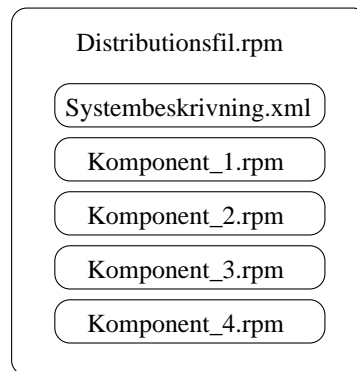 Distributionsfil.rpm
Systembeskrivning.xml
Komponent_1.rpm
Komponent_2.rpm
Komponent_3.rpm
Komponent_4.rpm